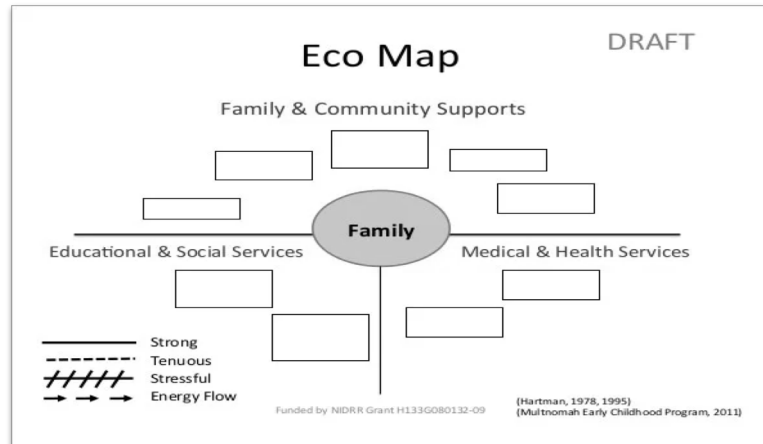 DRAFT
Eco Map
Family & Community Supports
Family
Educational & Social Services
Medical & Health Services
Strong
Tenuous
Stressful
Energy Flow
Funded by NIDRR Grant H133G080132-09
(Hartman, 1978, 1995)
(Multnomah Early Childhood Program, 2011)